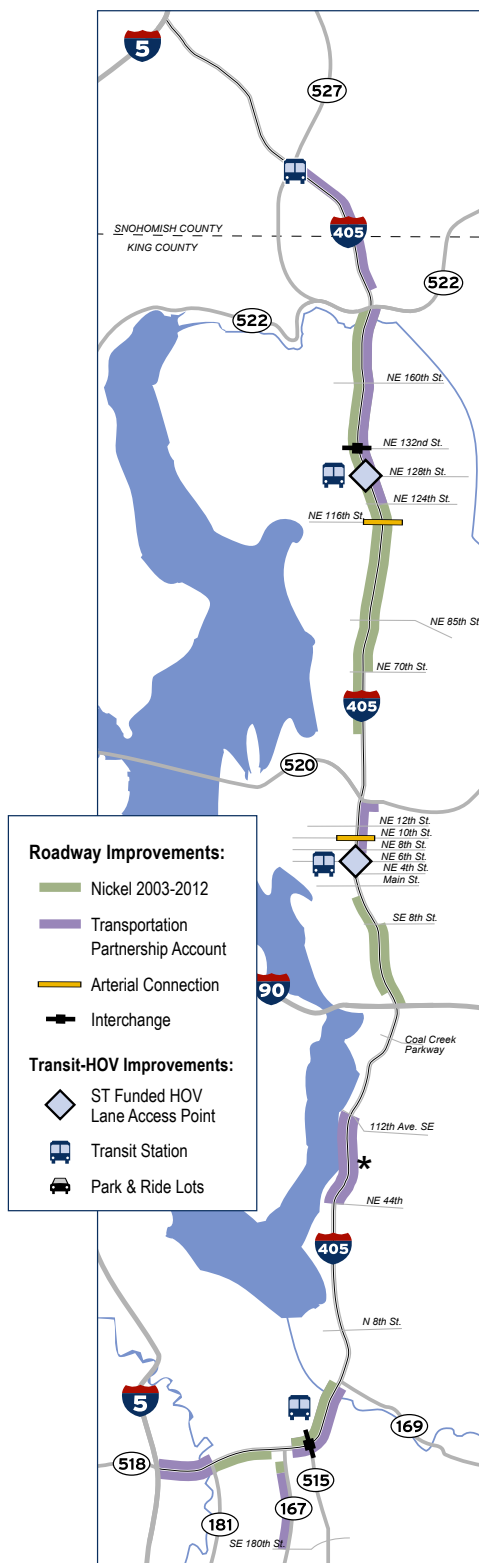 5
527
SNOHOMISH COUNTY
KING COUNTY
405
522
522
NE 160th St.
NE 132nd St.
NE 128th St.
NE 124th St.
NE 116th St.
NE 85th St.
NE 70th St.
405
520
NE 12th St.
NE 10th St.
NE 8th St.
NE 6th St.
NE 4th St.
Main St.
SE 8th St.
90
Coal Creek
Parkway
112th Ave. SE
*
NE 44th
405
N 8th St.
5
169
518
515
167
181
SE 180th St.
Roadway Improvements:
Nickel 2003-2012
Transportation
Partnership Account
Arterial Connection
Interchange
Transit-HOV Improvements:
ST Funded HOV
Lane Access Point
Transit Station
Park & Ride Lots